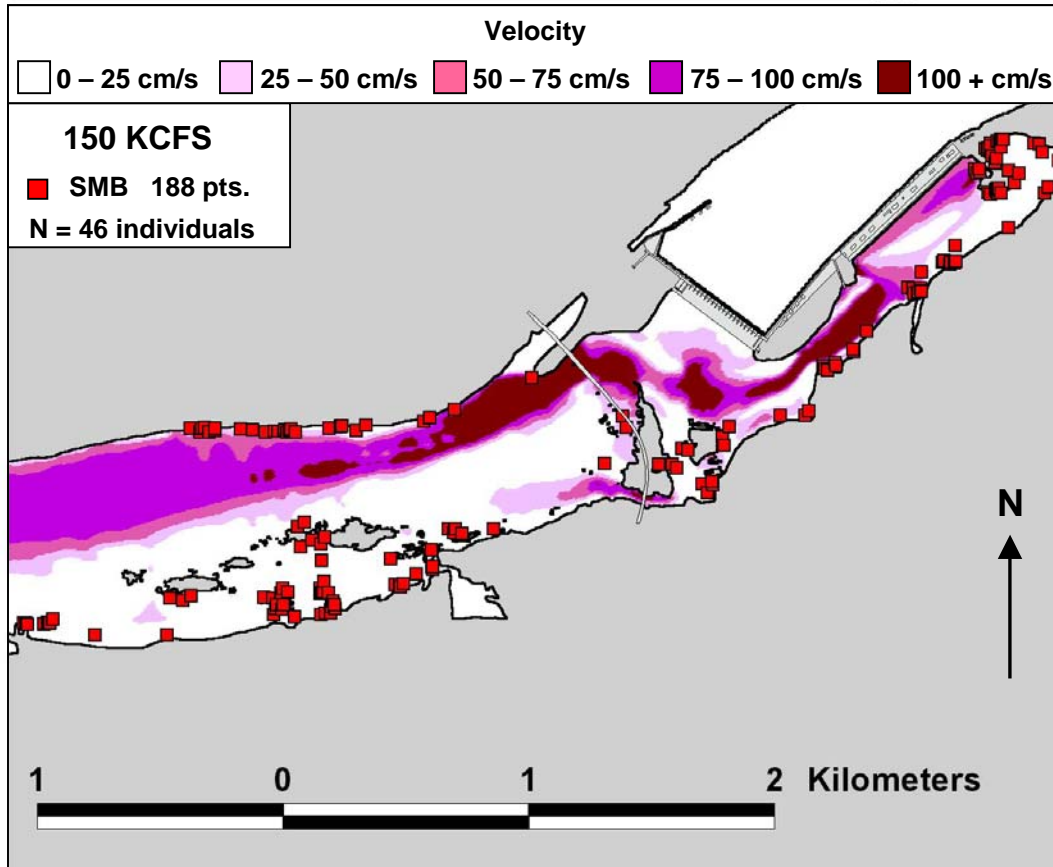 Velocity
0 – 25 cm/s 25 – 50 cm/s 50 – 75 cm/s 75 – 100 cm/s 100 + cm/s
150 KCFS
SMB 188 pts.
N = 46 individuals
N
1 0 1 2 Kilometers